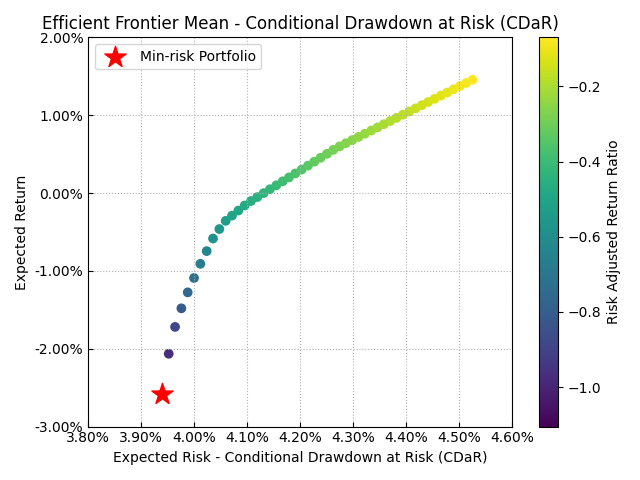 Efficient Frontier Mean - Conditional Drawdown at Risk (CDaR)
Min-risk Portfolio
2.00%
1.00%
0.00%
-1.00%
-2.00%
-3.00%
Expected Return
3.80% 3.90% 4.00% 4.10% 4.20% 4.30% 4.40% 4.50% 4.60%
Expected Risk - Conditional Drawdown at Risk (CDaR)
−0.2
−0.4
−0.6
−0.8
−1.0
Risk Adjusted Return Ratio